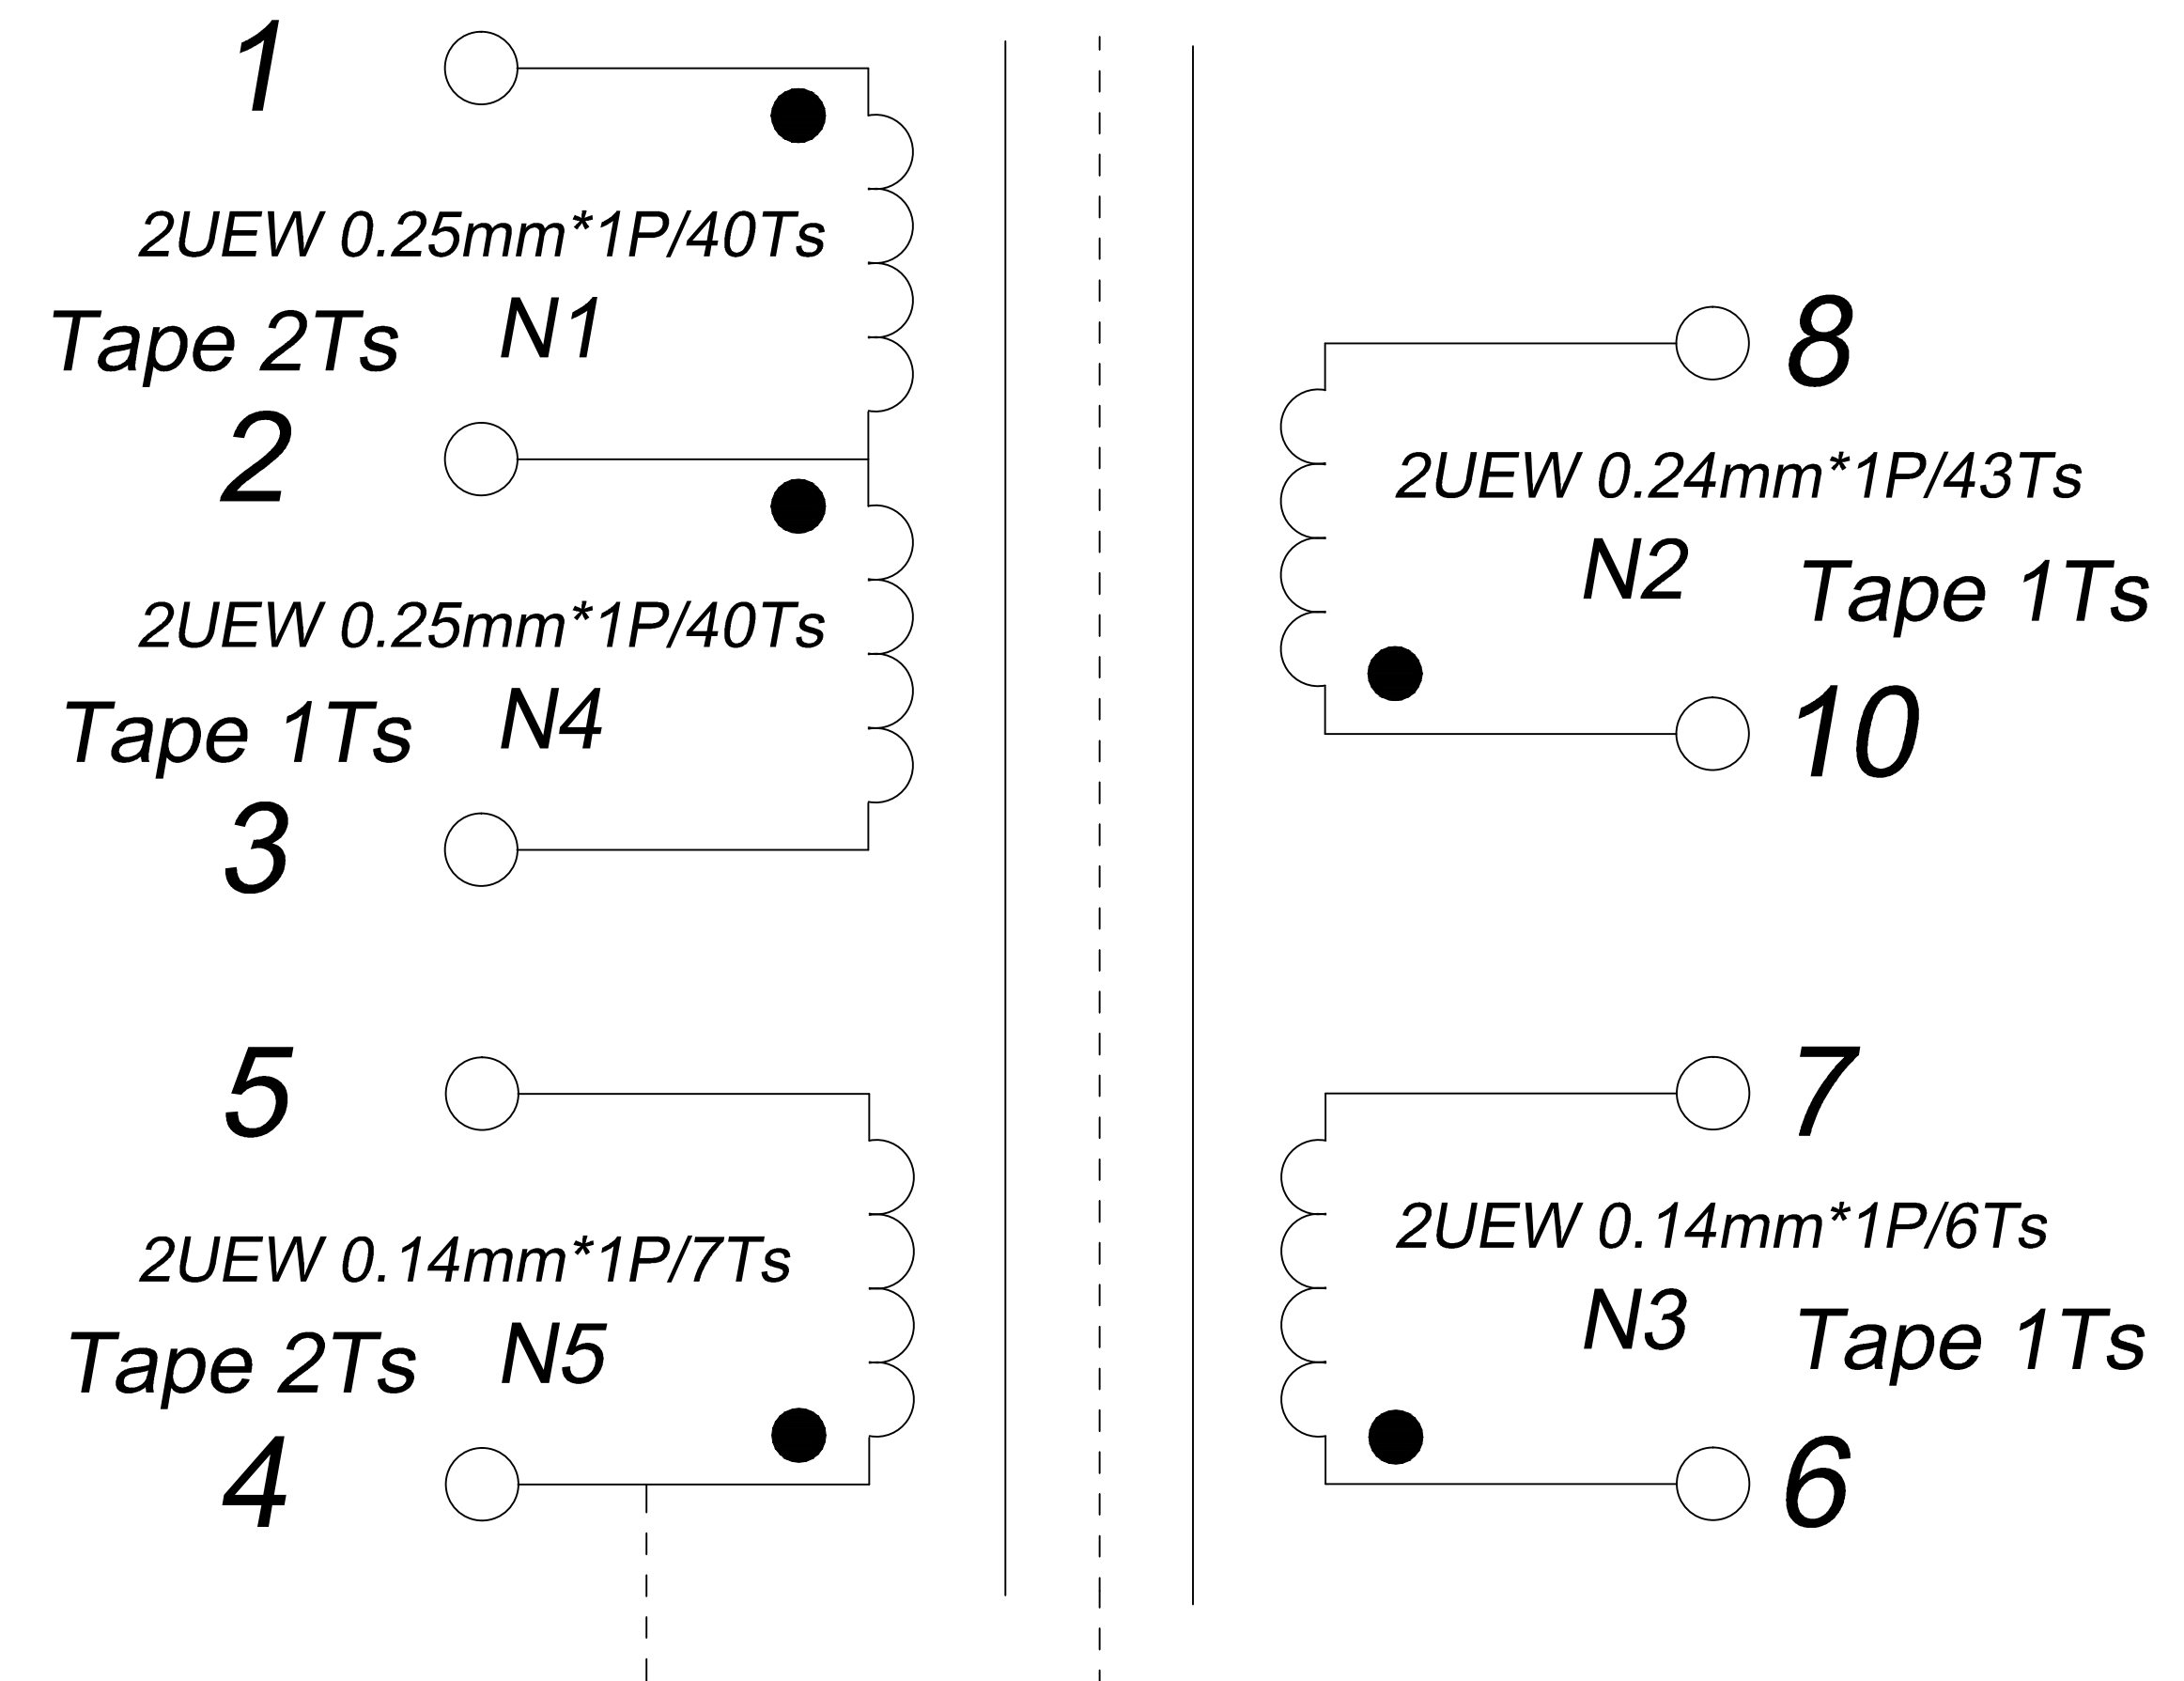 1
2UEW 0.25mm*1P/40Ts
Tape 2Ts N1
2
2UEW 0.25mm*1P/40Ts
Tape 1Ts N4
3
5
2UEW 0.14mm*1P/7Ts
Tape 2Ts N5
4
8
2UEW 0.24mm*1P/43Ts
N2 Tape 1Ts
10
7
2UEW 0.14mm*1P/6Ts
N3 Tape 1Ts
6